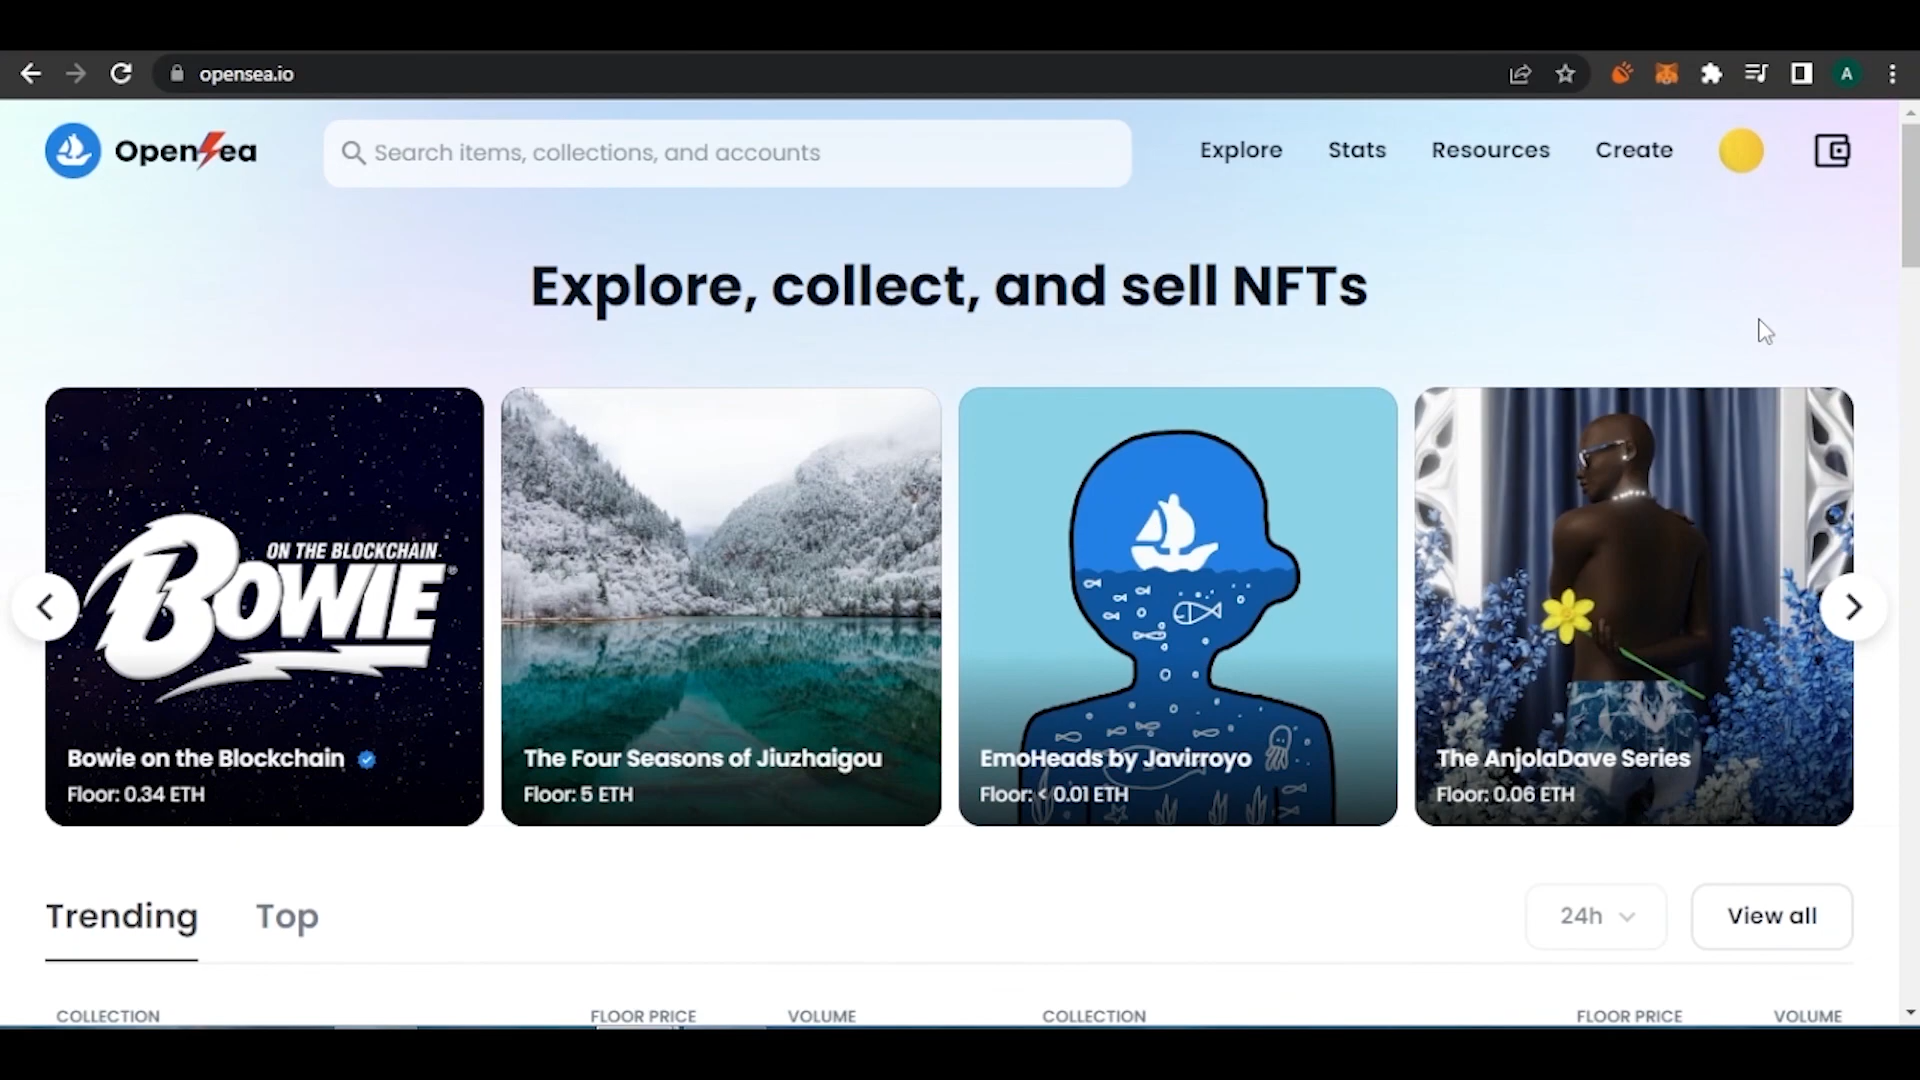 opensea.io
A
OpenSea
Search items, collections, and accounts
Explore
Stats
Resources
Create
Explore, collect, and sell NFTs
ON THE BLOCKCHAIN
BOWIE
Bowie on the Blockchain
Floor: 0.34 ETH
The Four Seasons of Jiuzhaigou
Floor: 5 ETH
EmoHeads by Javirroyo
Floor: < 0.01 ETH
The AnjolaDave Series
Floor: 0.06 ETH
Trending
Top
24h
View all
COLLECTION
FLOOR PRICE
VOLUME
COLLECTION
FLOOR PRICE
VOLUME